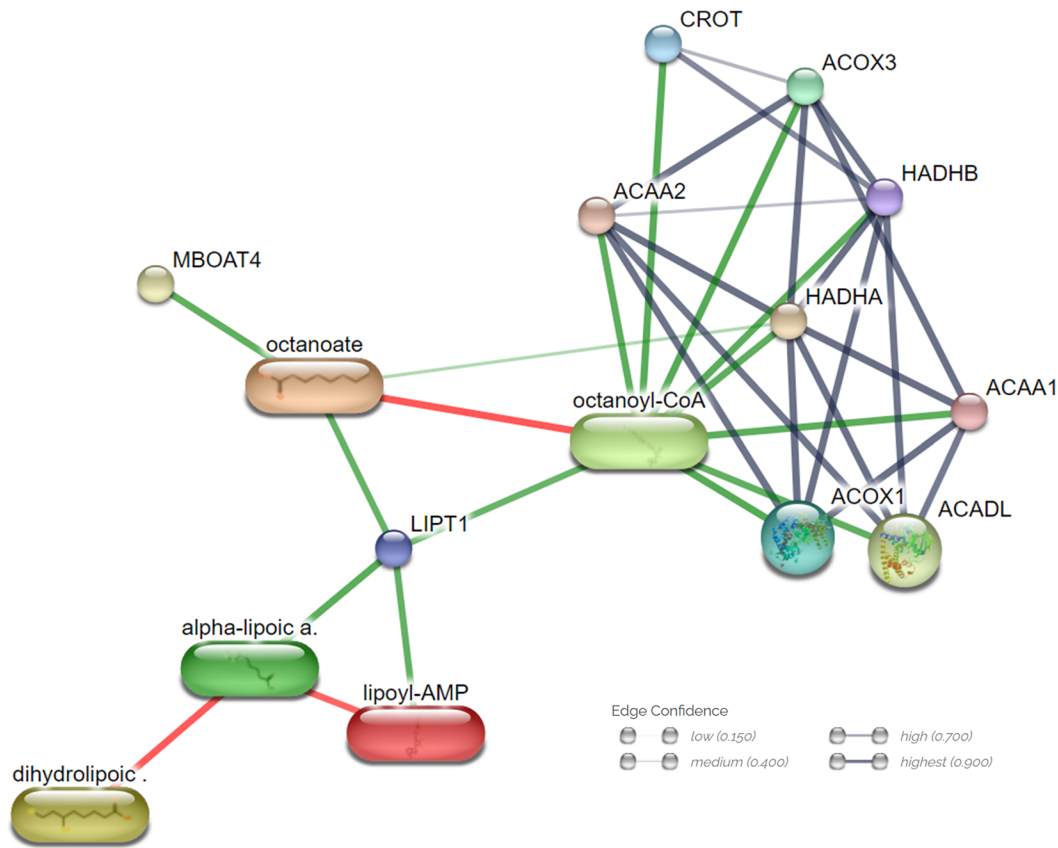 CROT
ACOX3
HADHB
ACAA2
MBOAT4
HADHA
octanoate
octanoyl-CoA
ACAA1
ACOX1
ACADL
LIPT1
alpha-lipoic a.
lipoyl-AMP
Edge Confidence
low (0.150)
high (0.700)
medium (0.400)
highest (0.900)
dihydrolipoic .